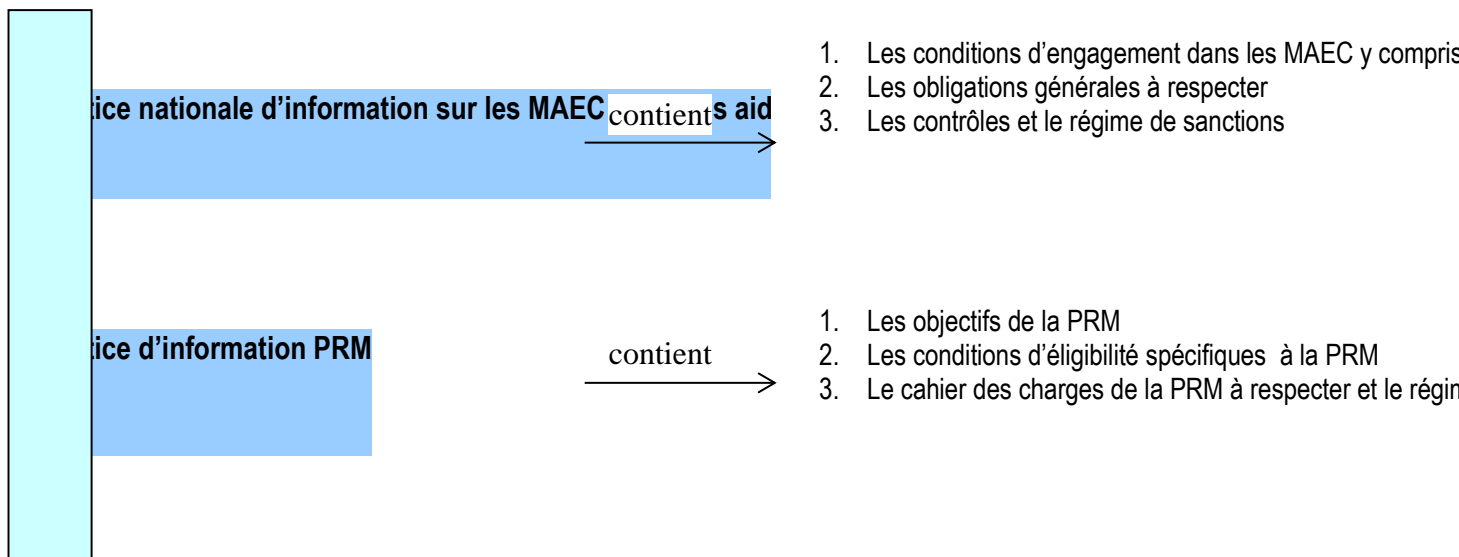 1. Les conditions d’engagement dans les MAEC y compris
2. Les obligations générales à respecter
3. Les contrôles et le régime de sanctions
tice nationale d’information sur les MAEC contient s aid
1. Les objectifs de la PRM
2. Les conditions d’éligibilité spécifiques à la PRM
3. Le cahier des charges de la PRM à respecter et le
tice d’information PRM
contient